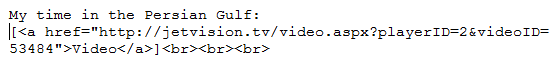 My time in the Persian Gulf:
[<a href="http://jetvision.tv/video.aspx?playerID=2&videoID=
53484">Video</a>]<br><br><br>